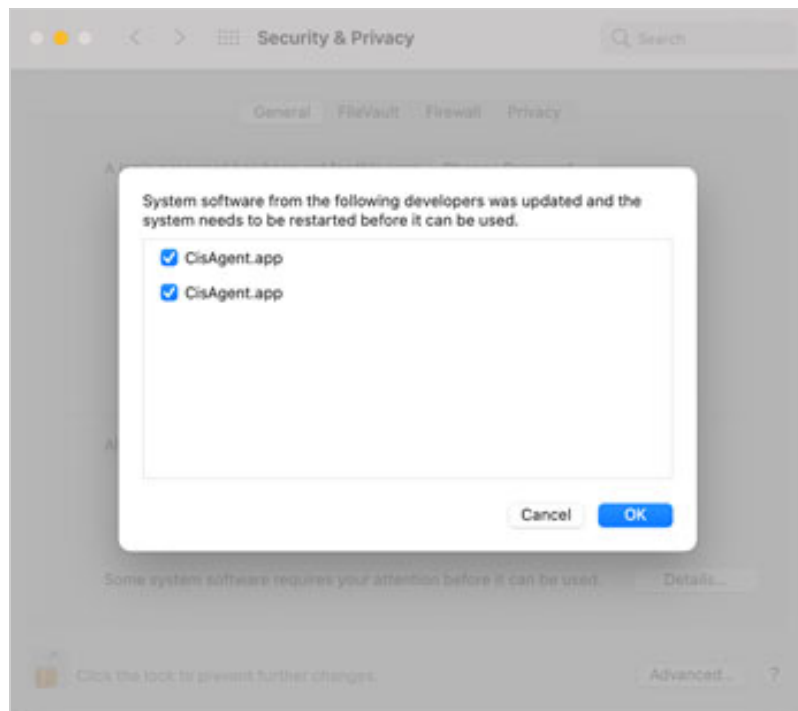 Security & Privacy
Search
General FileVault Firewall Privacy
System software from the following developers was updated and the
system needs to be restarted before it can be used.
CisAgent.app
CisAgent.app
Cancel OK
Some system software requires your attention before it can be used. Details...
Click the lock to prevent further changes. Advanced... ?